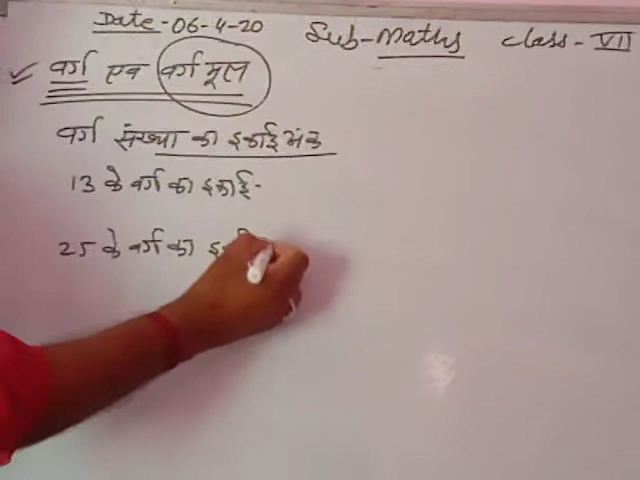 Date-06-4-20 Sub-Maths Class-VII
वर्ग एवं वर्गमूल
वर्ग संख्या का इकाई अंक
13 के वर्ग का इकाई-
25 के वर्ग का